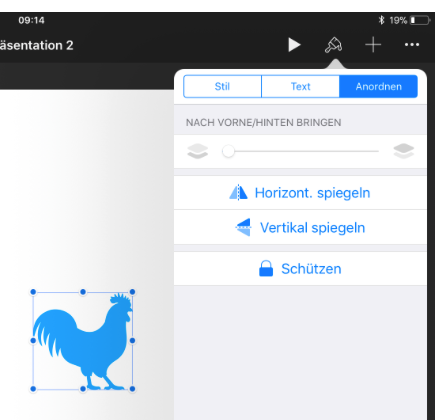 09:14
19%
äsentation 2
Stil
Text
Anordnen
NACH VORNE/HINTEN BRINGEN
Horizont. spiegeln
Vertikal spiegeln
Schützen